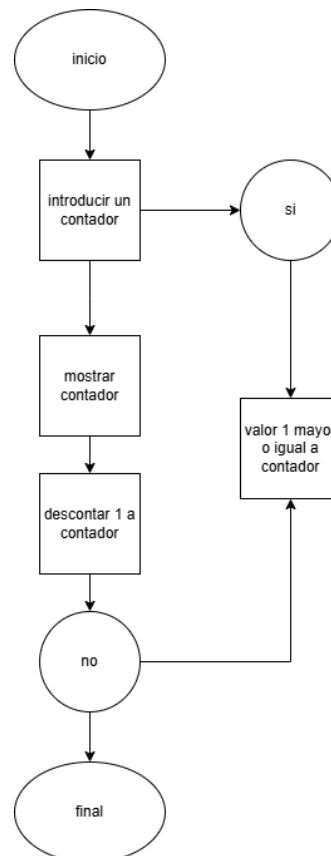 inicio
introducir un
contador
si
mostrar
contador
valor 1 mayo
o igual a
contador
descontar 1 a
contador
no
final